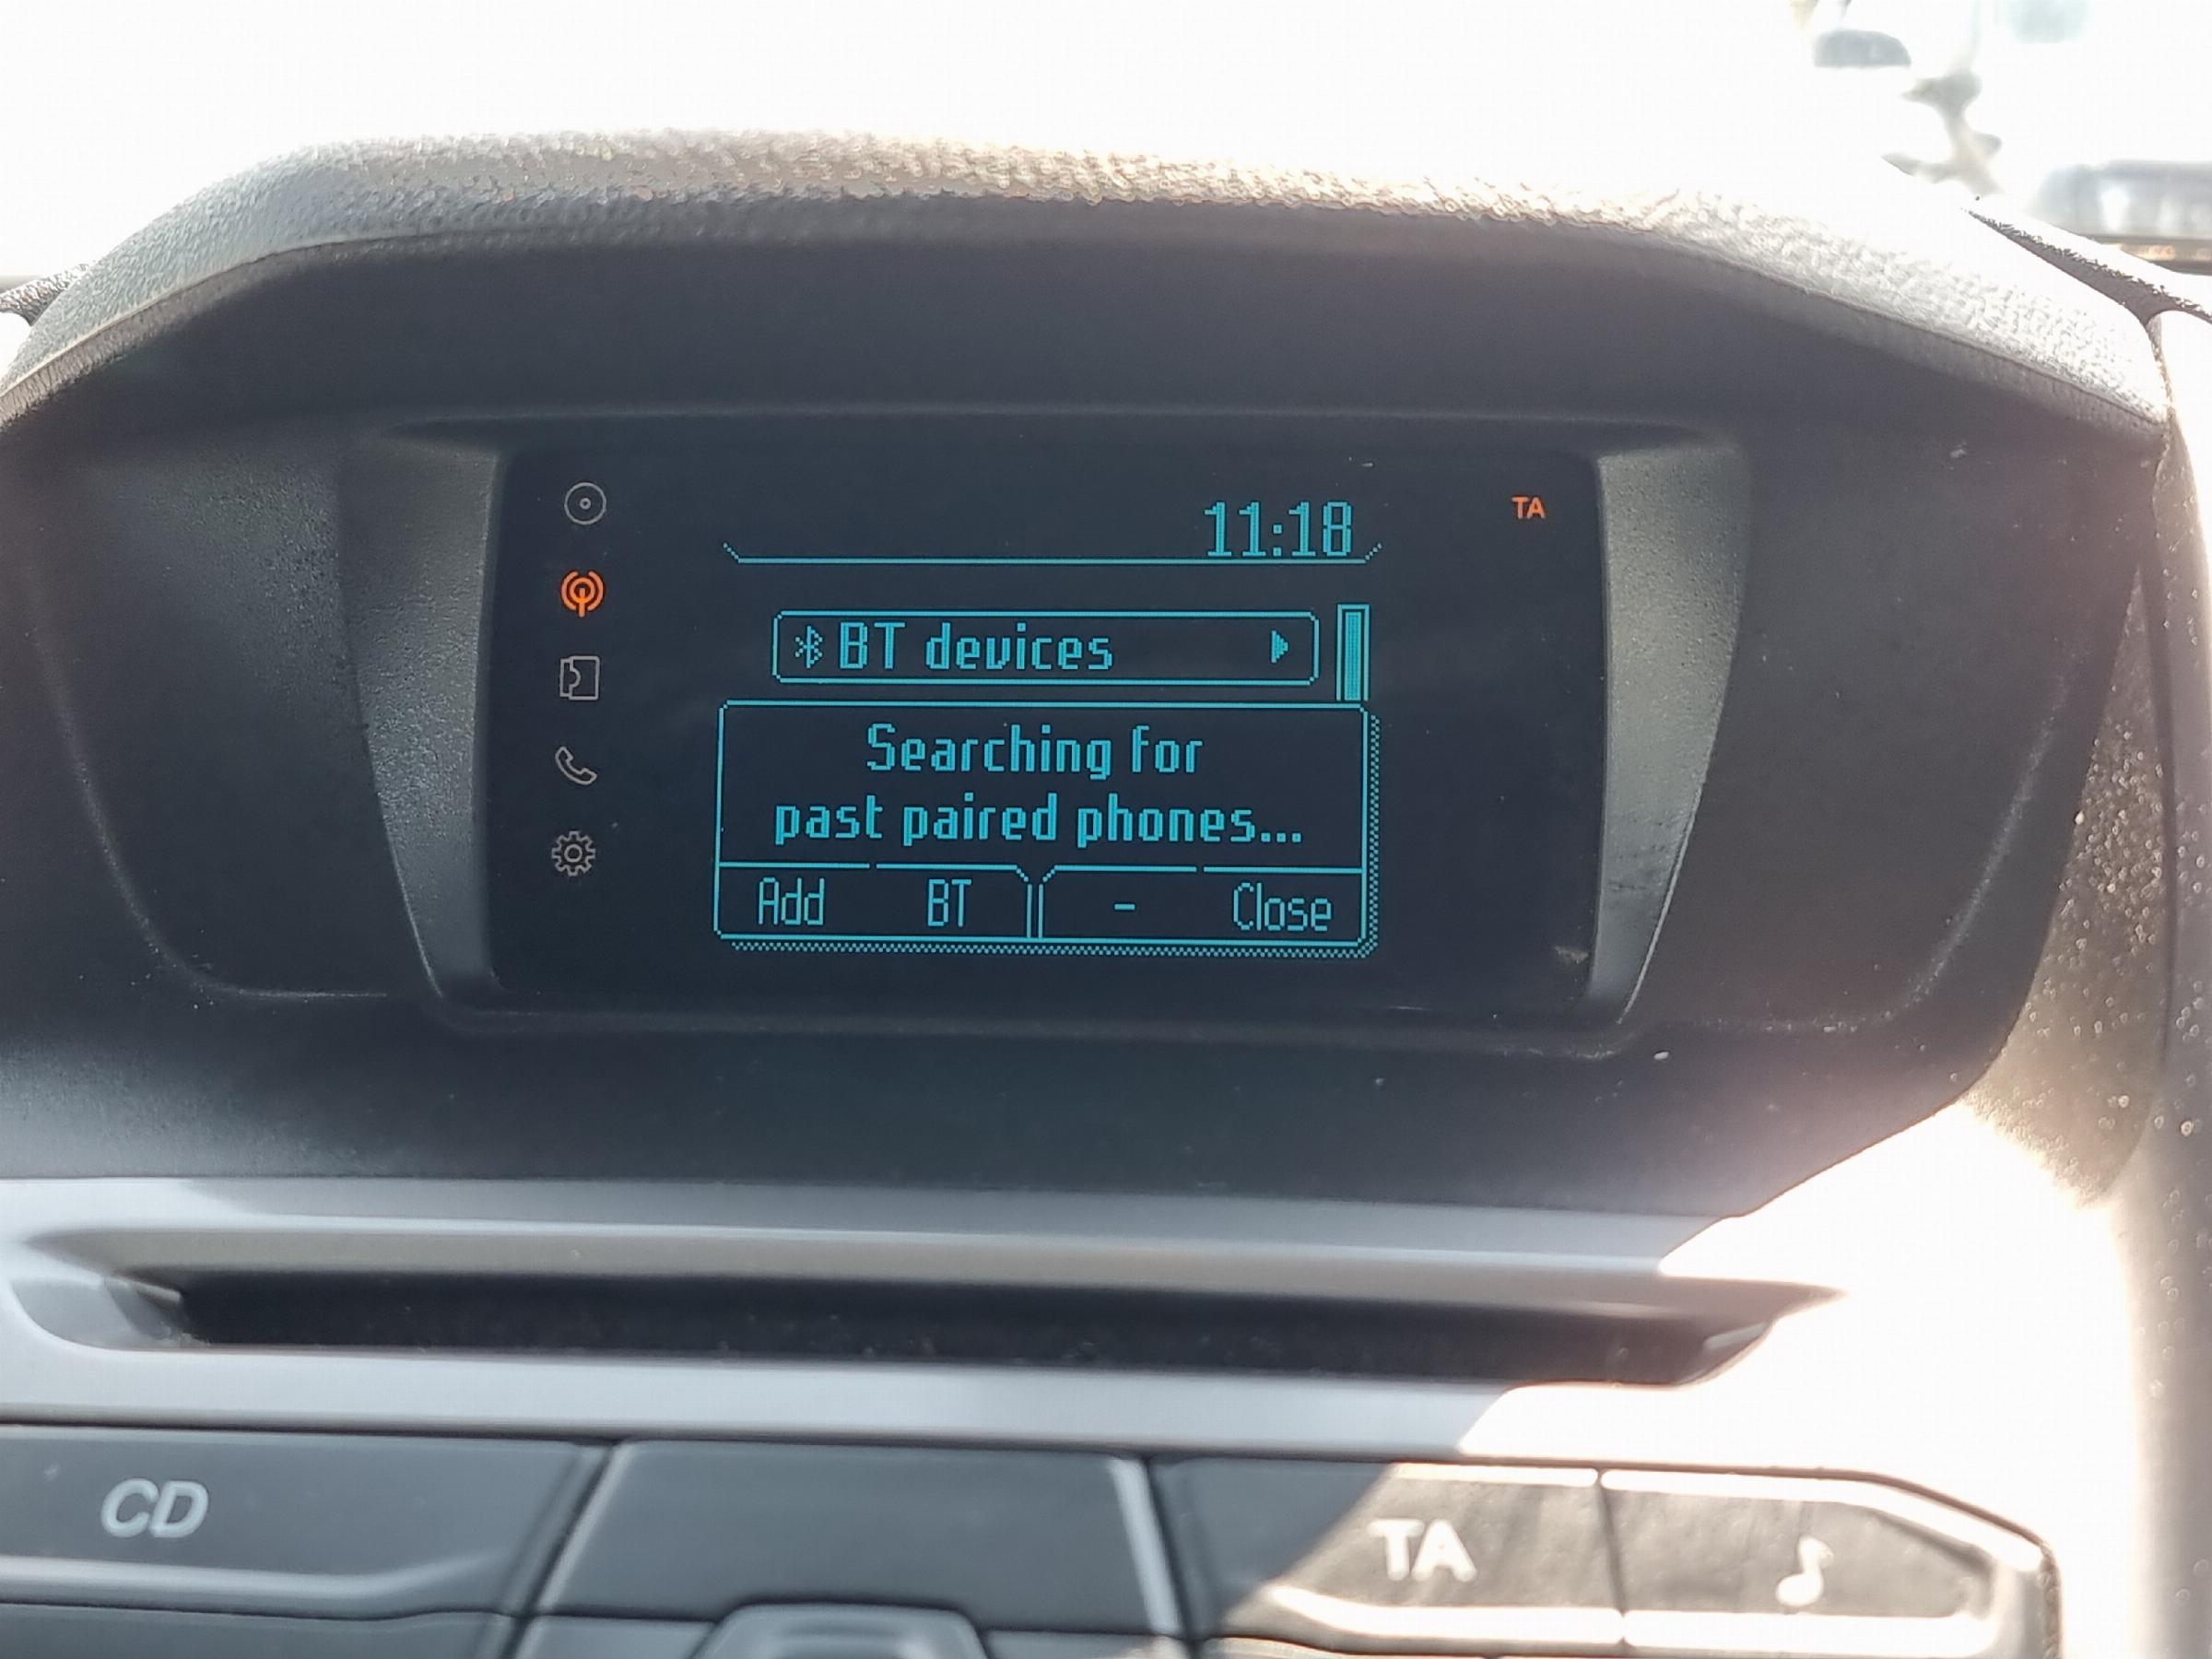 11:18
TA
BT devices
Searching for
past paired phones...
Add BT - Close
CD
TA